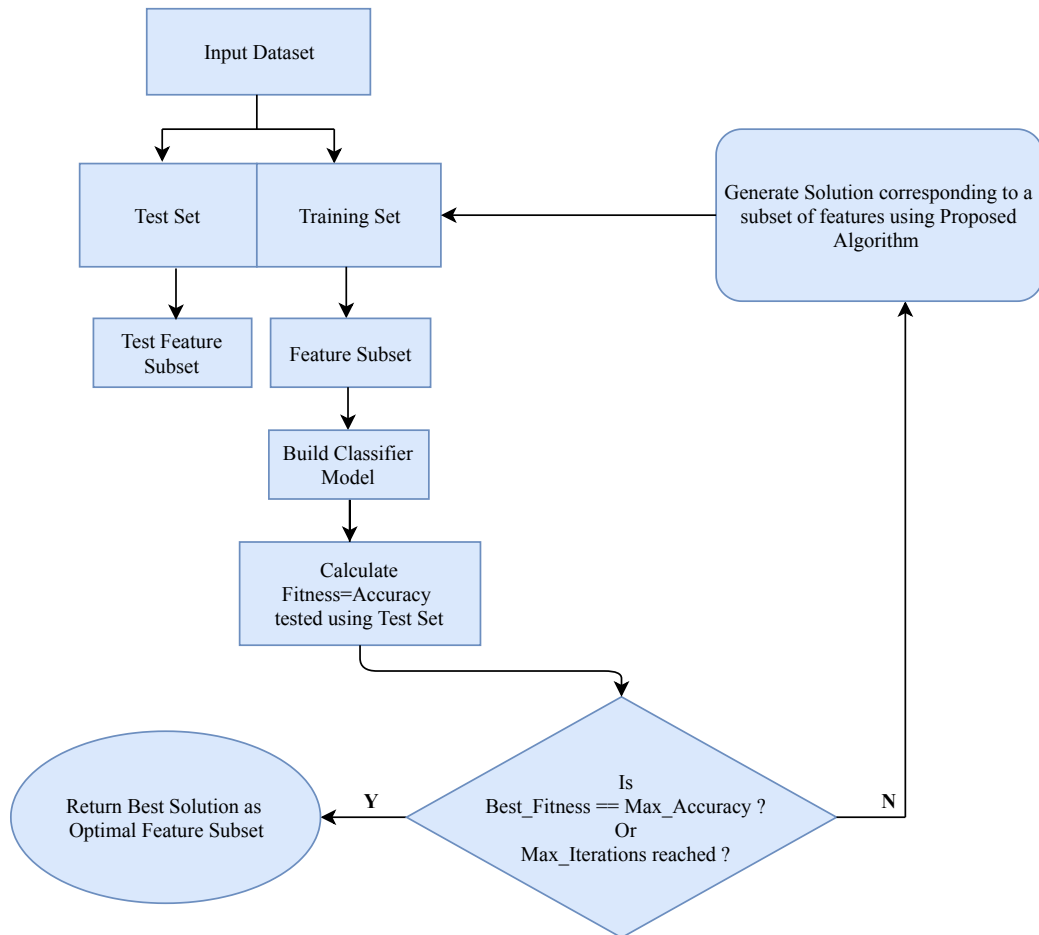 Input Dataset
Test Set
Training Set
Generate Solution corresponding to a
subset of features using Proposed
Algorithm
Test Feature
Subset
Feature Subset
Build Classifier
Model
Calculate
Fitness=Accuracy
tested using Test Set
Is
Best_Fitness == Max_Accuracy ?
Or
Max_Iterations reached ?
Y
N
Return Best Solution as
Optimal Feature Subset